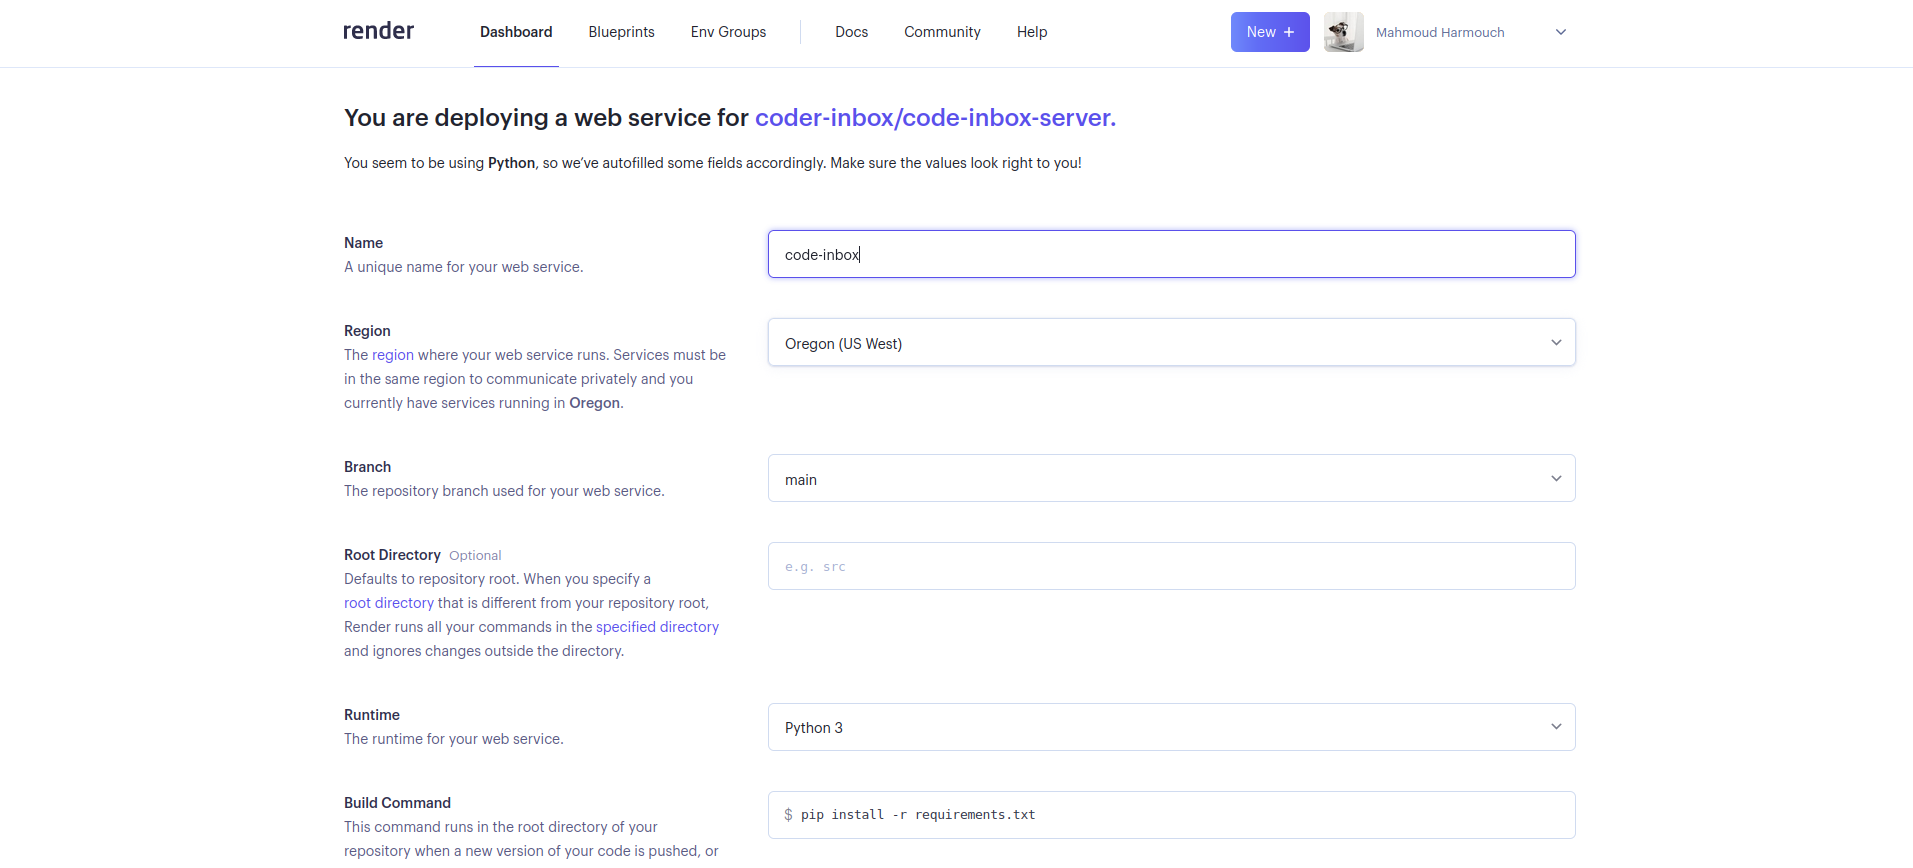 render
Dashboard
Blueprints
Env Groups
Docs
Community
Help
New +
Mahmoud Harmouch
You are deploying a web service for coder-inbox/code-inbox-server.
You seem to be using Python, so we’ve autofilled some fields accordingly. Make sure the values look right to you!
Name
A unique name for your web service.
code-inbox
Region
The region where your web service runs. Services must be
in the same region to communicate privately and you
currently have services running in Oregon.
Oregon (US West)
Branch
The repository branch used for your web service.
main
Root Directory Optional
Defaults to repository root. When you specify a
root directory that is different from your repository root,
Render runs all your commands in the specified directory
and ignores changes outside the directory.
e.g. src
Runtime
The runtime for your web service.
Python 3
Build Command
This command runs in the root directory of your
repository when a new version of your code is pushed, or
$ pip install -r requirements.txt